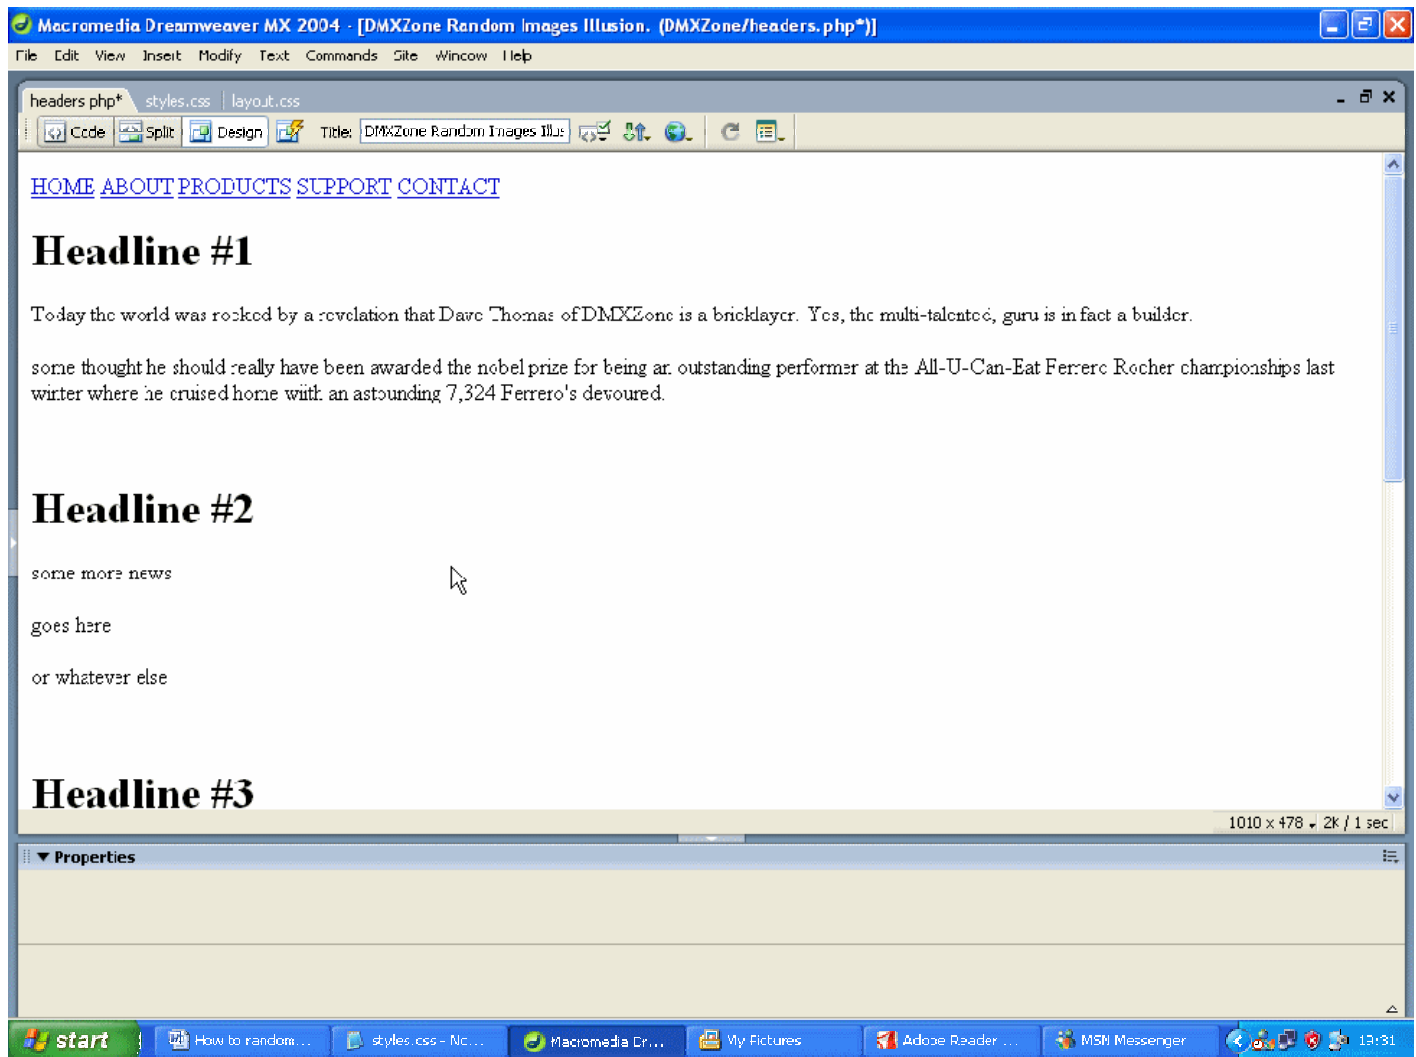 Macromedia Dreamweaver MX 2004 - [DMXZone Random Images Illusion. (DMXZone/headers.php*)]
File Edit View Insert Modify Text Commands Site Window Help
headers.php* styles.css layout.css
Code Split Design Title: DMXZone Random Images Illus
HOME ABOUT PRODUCTS SUPPORT CONTACT
Headline #1
Today the world was rocked by a revelation that Dave Thomas of DMXZone is a bricklayer. Yes, the multi-talented, guru is in fact a builder.
some thought he should really have been awarded the nobel prize for being an outstanding performer at the All-U-Can-Eat Ferrero Rocher championships last
winter where he cruised home wiith an astounding 7,324 Ferrero's devoured.
Headline #2
some more news
goes here
or whatever else
Headline #3
1010 x 478 2K / 1 sec
Properties
start How to random... styles.css - No... Macromedia Dr... My Pictures Adobe Reader ... MSN Messenger 19:31